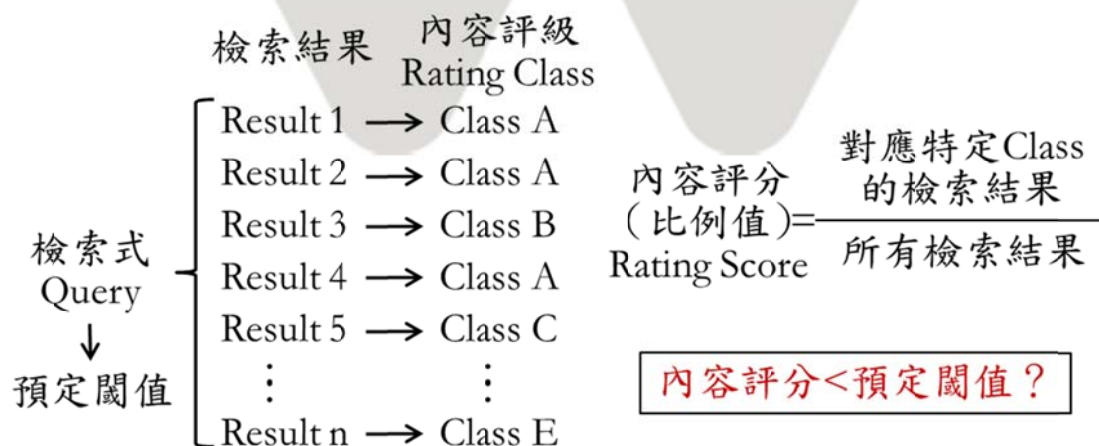 檢索結果
內容評級
Rating Class
Result 1 → Class A
Result 2 → Class A
Result 3 → Class B
Result 4 → Class A
Result 5 → Class C
⋮ ⋮
Result n → Class E
檢索式
Query
↓
預定閾值
內容評分
(比例值)=
Rating Score
對應特定Class
的檢索結果
所有檢索結果
內容評分<預定閾值？